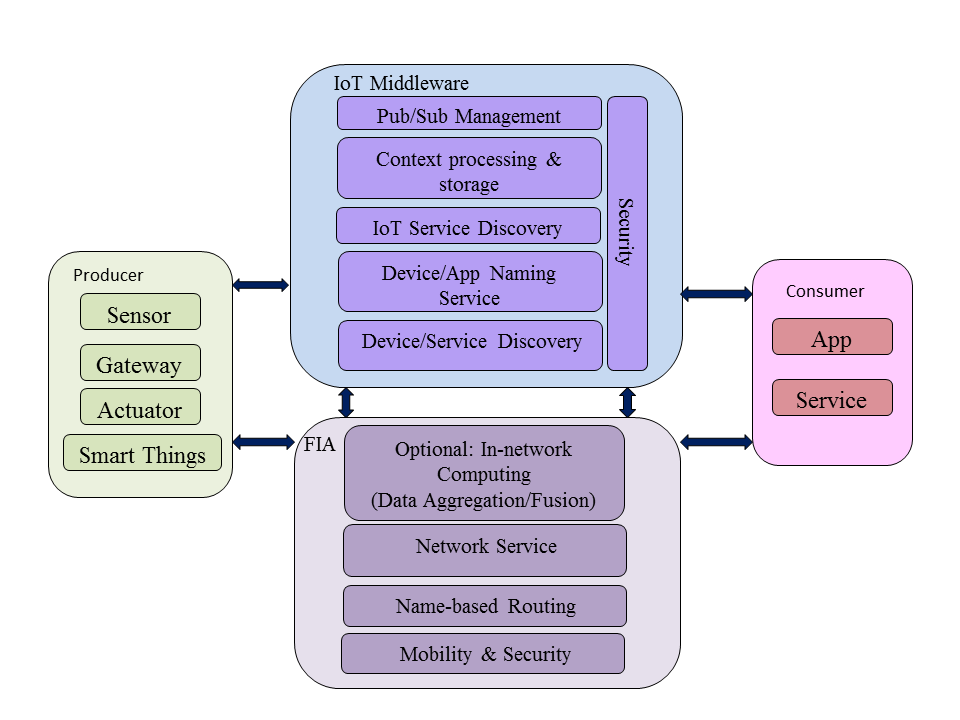 IoT Middleware
Pub/Sub Management
Context processing &
storage
IoT Service Discovery
Device/App Naming
Service
Device/Service Discovery
Security
Producer
Sensor
Gateway
Actuator
Smart Things
Consumer
App
Service
FIA
Optional: In-network
Computing
(Data Aggregation/Fusion)
Network Service
Name-based Routing
Mobility & Security